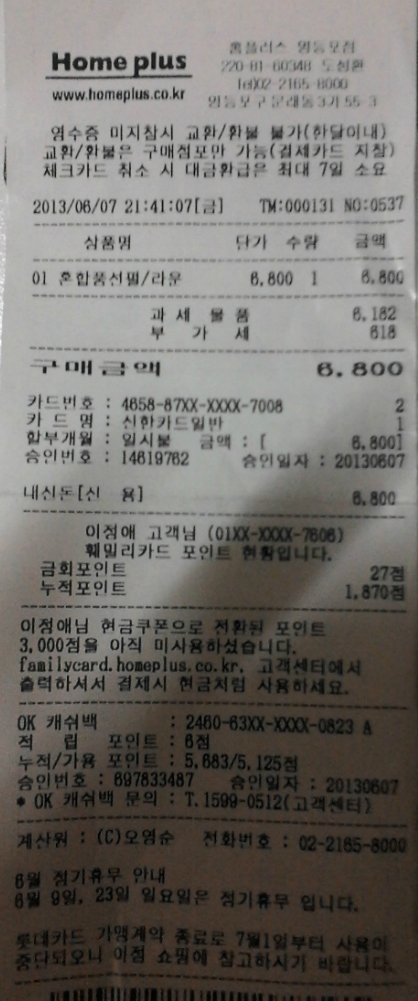 Home plus
www.homeplus.co.kr
홈플러스 영등포점
220-81-60348 도성환
Tel)02-2165-8000
영등포구 문래동3가 55-3
영수증 미지참시 교환/환불 불가(한달이내)
교환/환불은 구매점포만 가능(결제카드 지참)
체크카드 취소 시 대금환급은 최대 7일 소요
2013/06/07 21:41:07[금] TM:000131 NO:0537
상품명 단가 수량 금액
01 혼합풍선필/라운 6,800 1 6,800
과 세 물 품 6,182
부 가 세 618
구매금액 6,800
카드번호 : 4658-87XX-XXXX-7008 2
카 드 명 : 신한카드일반 1
할부개월 : 일시불 금액 : [ 6,800]
승인번호 : 14619762 승인일자 : 20130607
내신돈[신 용] 6,800
이정애 고객님 (01XX-XXXX-7606)
훼밀리카드 포인트 현황입니다.
금회포인트 27점
누적포인트 1,870점
이정애님 현금쿠폰으로 전환된 포인트
3,000점을 아직 미사용하셨습니다.
familycard.homeplus.co.kr, 고객센터에서
출력하셔서 결제시 현금처럼 사용하세요.
OK 캐쉬백 : 2460-63XX-XXXX-0823 A
적 립 포인트 : 6점
누적/가용 포인트 : 5,683/5,125점
승인번호 : 697833487 승인일자 : 20130607
* OK 캐쉬백 문의 : T.1599-0512(고객센터)
계산원 : (C)오영순 전화번호 : 02-2165-8000
6월 정기휴무 안내
6월 9일, 23일 일요일은 정기휴무 입니다.
롯데카드 가맹계약 종료로 7월1일부터 사용이
중단되오니 이점 쇼핑에 참고하시기 바랍니다.